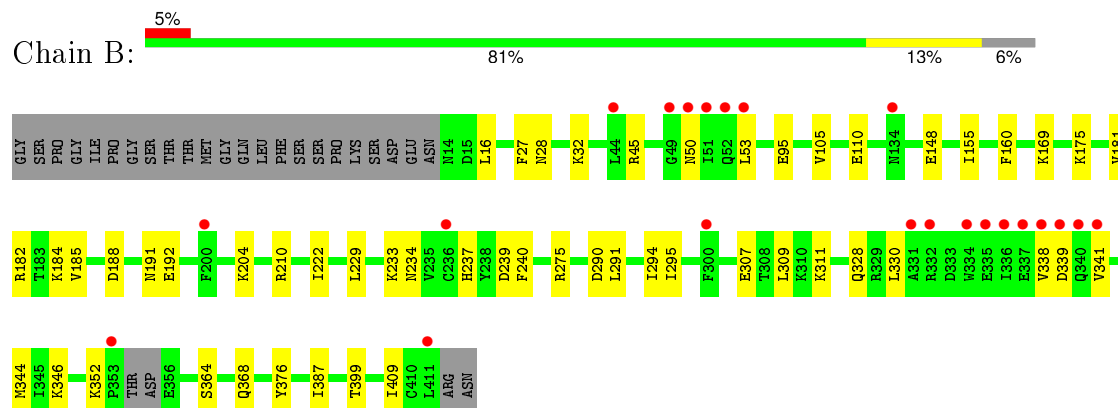 5%
Chain B:
81% 13% 6%
GLY SER PRO GLY ILE PRO GLY SER THR THR MET GLY GLN LEU PHE SER SER PRO LYS SER ASP GLU ASN N14 D15 L16 F27 N28 K32 L44 R45 G49 N50 I51 Q52 L53 E95 V105 E110 N134 E148 I155 F160 K169 K175 V181
R182 T183 K184 V185 D188 N191 E192 F200 K204 R210 I222 L229 K233 N234 V235 C236 H237 Y238 D239 F240 R275 D290 L291 I294 I295 F300 E307 T308 L309 K310 K311 Q328 R329 L330 A331 R332 D333 W334 E335 I336 E337 V338 D339 Q340 V341
M344 I345 K346 K352 P353 THR ASP E356 S364 Q368 Y376 I387 T399 I409 C410 L411 ARG ASN